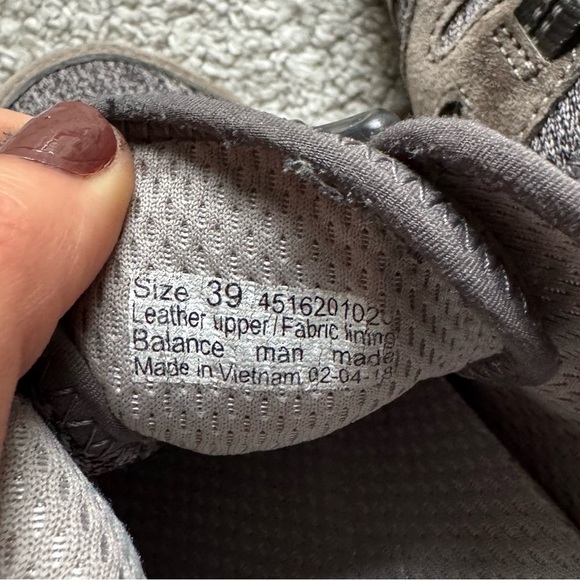 Size 39 4516201020
Leather upper/Fabric lining
Balance man made
Made in Vietnam 02-04-18